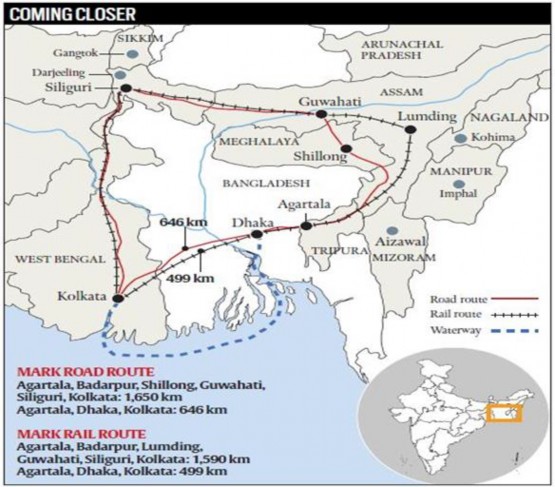 COMING CLOSER
SIKKIM
Gangtok
Darjeeling
Siliguri
ARUNACHAL
PRADESH
ASSAM
Guwahati
Lumding
NAGALAND
Kohima
MEGHALAYA
Shillong
MANIPUR
Imphal
BANGLADESH
Agartala
646 km
Dhaka
TRIPURA
Aizawal
MIZORAM
WEST BENGAL
499 km
Kolkata
Road route
Rail route
Waterway
MARK ROAD ROUTE
Agartala, Badarpur, Shillong, Guwahati,
Siliguri, Kolkata: 1,650 km
Agartala, Dhaka, Kolkata: 646 km
MARK RAIL ROUTE
Agartala, Badarpur, Lumding,
Guwahati, Siliguri, Kolkata: 1,590 km
Agartala, Dhaka, Kolkata: 499 km